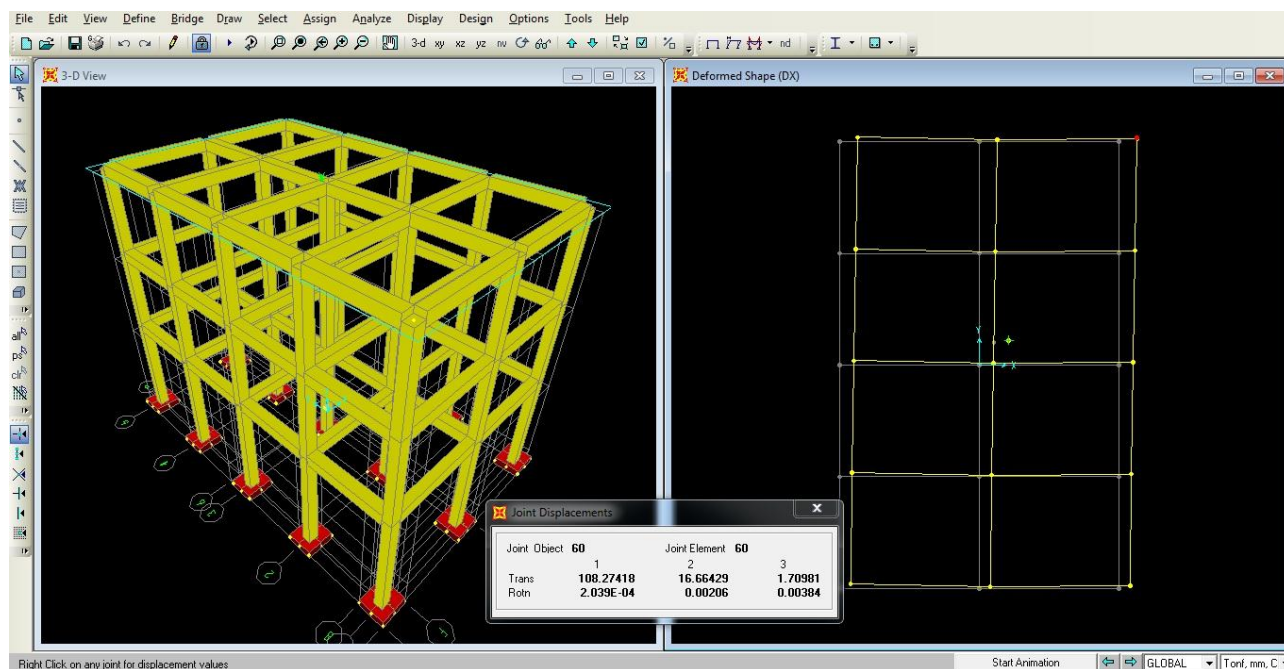 File Edit View Define Bridge Draw Select Assign Analyze Display Design Options Tools Help
3-d xy xz yz nv nd
3-D View
Deformed Shape (DX)
all
ps
clr
Y
X
Joint Displacements
Joint Object 60 Joint Element 60
1 2 3
Trans 108.27418 16.66429 1.70981
Rotn 2.039E-04 0.00206 0.00384
Right Click on any joint for displacement values
Start Animation GLOBAL Tonf, mm, C